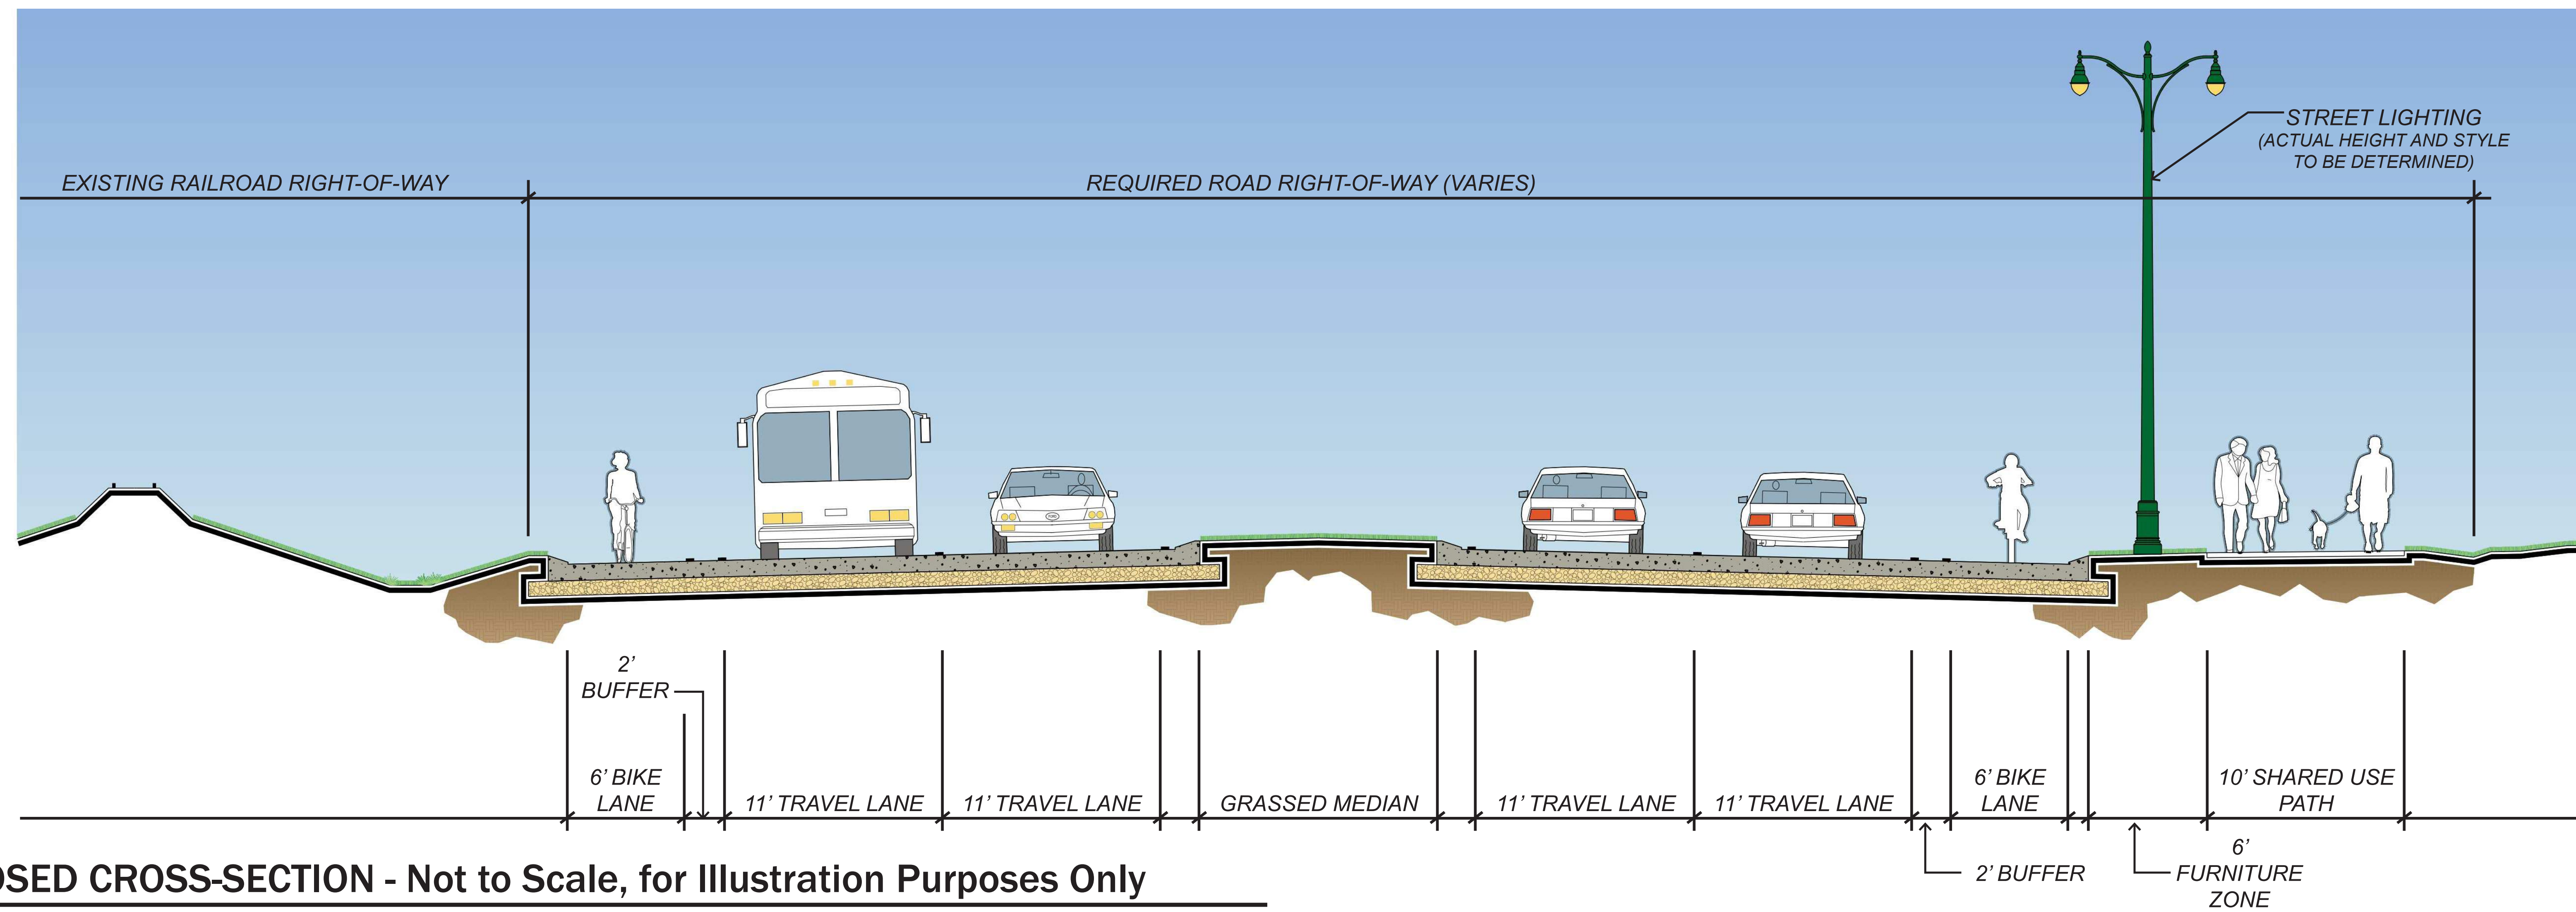 STREET LIGHTING
(ACTUAL HEIGHT AND STYLE
TO BE DETERMINED)
EXISTING RAILROAD RIGHT-OF-WAY
REQUIRED ROAD RIGHT-OF-WAY (VARIES)
2’
BUFFER
6’ BIKE
LANE
11’ TRAVEL LANE
11’ TRAVEL LANE
GRASSED MEDIAN
11’ TRAVEL LANE
11’ TRAVEL LANE
6’ BIKE
LANE
10’ SHARED USE
PATH
2’ BUFFER
6’
FURNITURE
ZONE
OSED CROSS-SECTION - Not to Scale, for Illustration Purposes Only